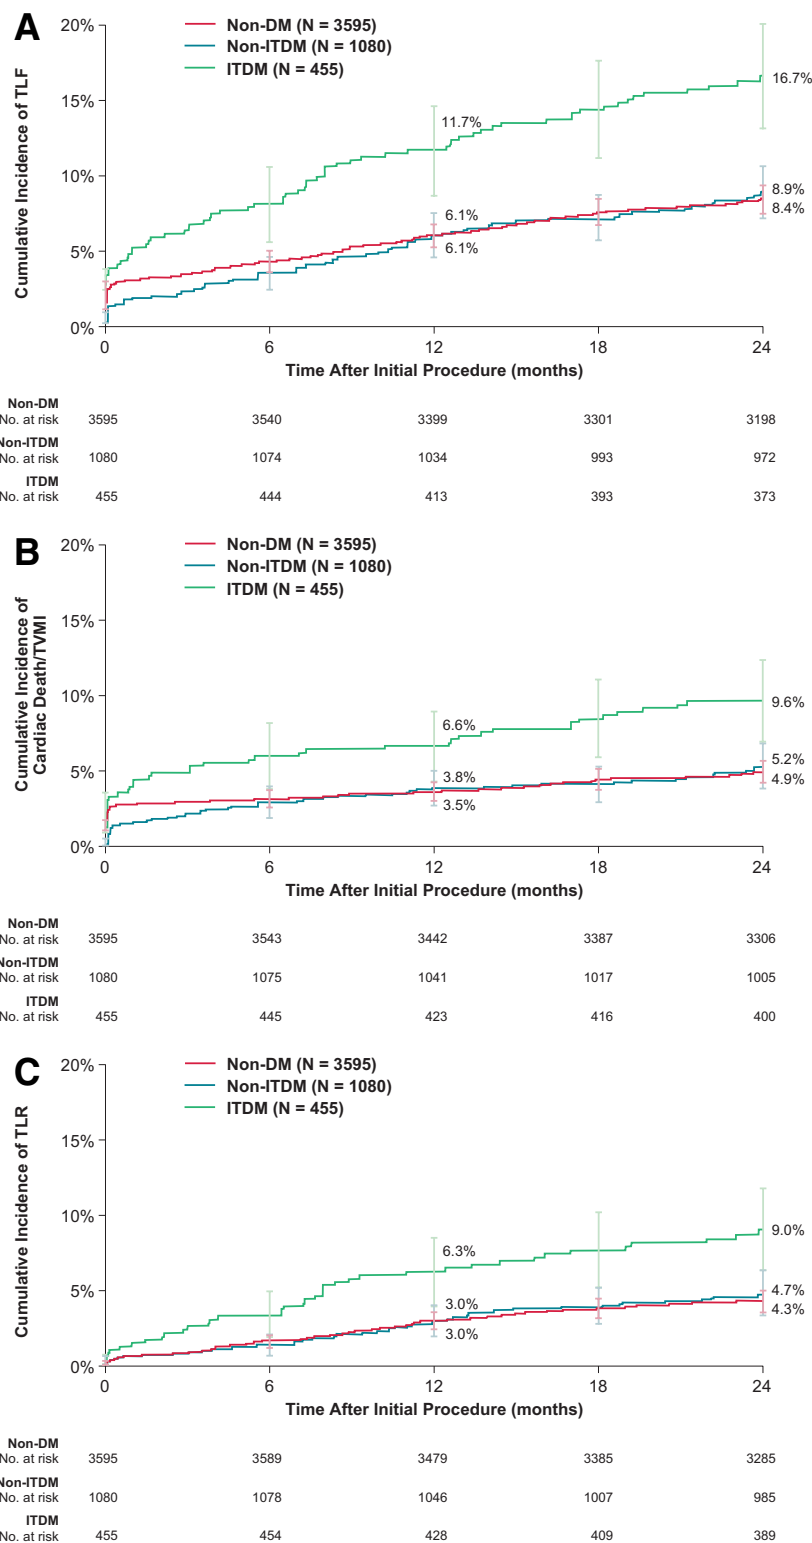 A
20%
15%
10%
5%
0%
Cumulative Incidence of TLF
Non-DM (N = 3595)
Non-ITDM (N = 1080)
ITDM (N = 455)
11.7%
6.1%
6.1%
16.7%
8.9%
8.4%
0 6 12 18 24
Time After Initial Procedure (months)
Non-DM
No. at risk 3595 3540 3399 3301 3198
Non-ITDM
No. at risk 1080 1074 1034 993 972
ITDM
No. at risk 455 444 413 393 373
B
20%
15%
10%
5%
0%
Cumulative Incidence of
Cardiac Death/TVMI
Non-DM (N = 3595)
Non-ITDM (N = 1080)
ITDM (N = 455)
6.6%
3.8%
3.5%
9.6%
5.2%
4.9%
0 6 12 18 24
Time After Initial Procedure (months)
Non-DM
No. at risk 3595 3543 3442 3387 3306
Non-ITDM
No. at risk 1080 1075 1041 1017 1005
ITDM
No. at risk 455 445 423 416 400
C
20%
15%
10%
5%
0%
Cumulative Incidence of TLR
Non-DM (N = 3595)
Non-ITDM (N = 1080)
ITDM (N = 455)
6.3%
3.0%
3.0%
9.0%
4.7%
4.3%
0 6 12 18 24
Time After Initial Procedure (months)
Non-DM
No. at risk 3595 3589 3479 3385 3285
Non-ITDM
No. at risk 1080 1078 1046 1007 985
ITDM
No. at risk 455 454 428 409 389